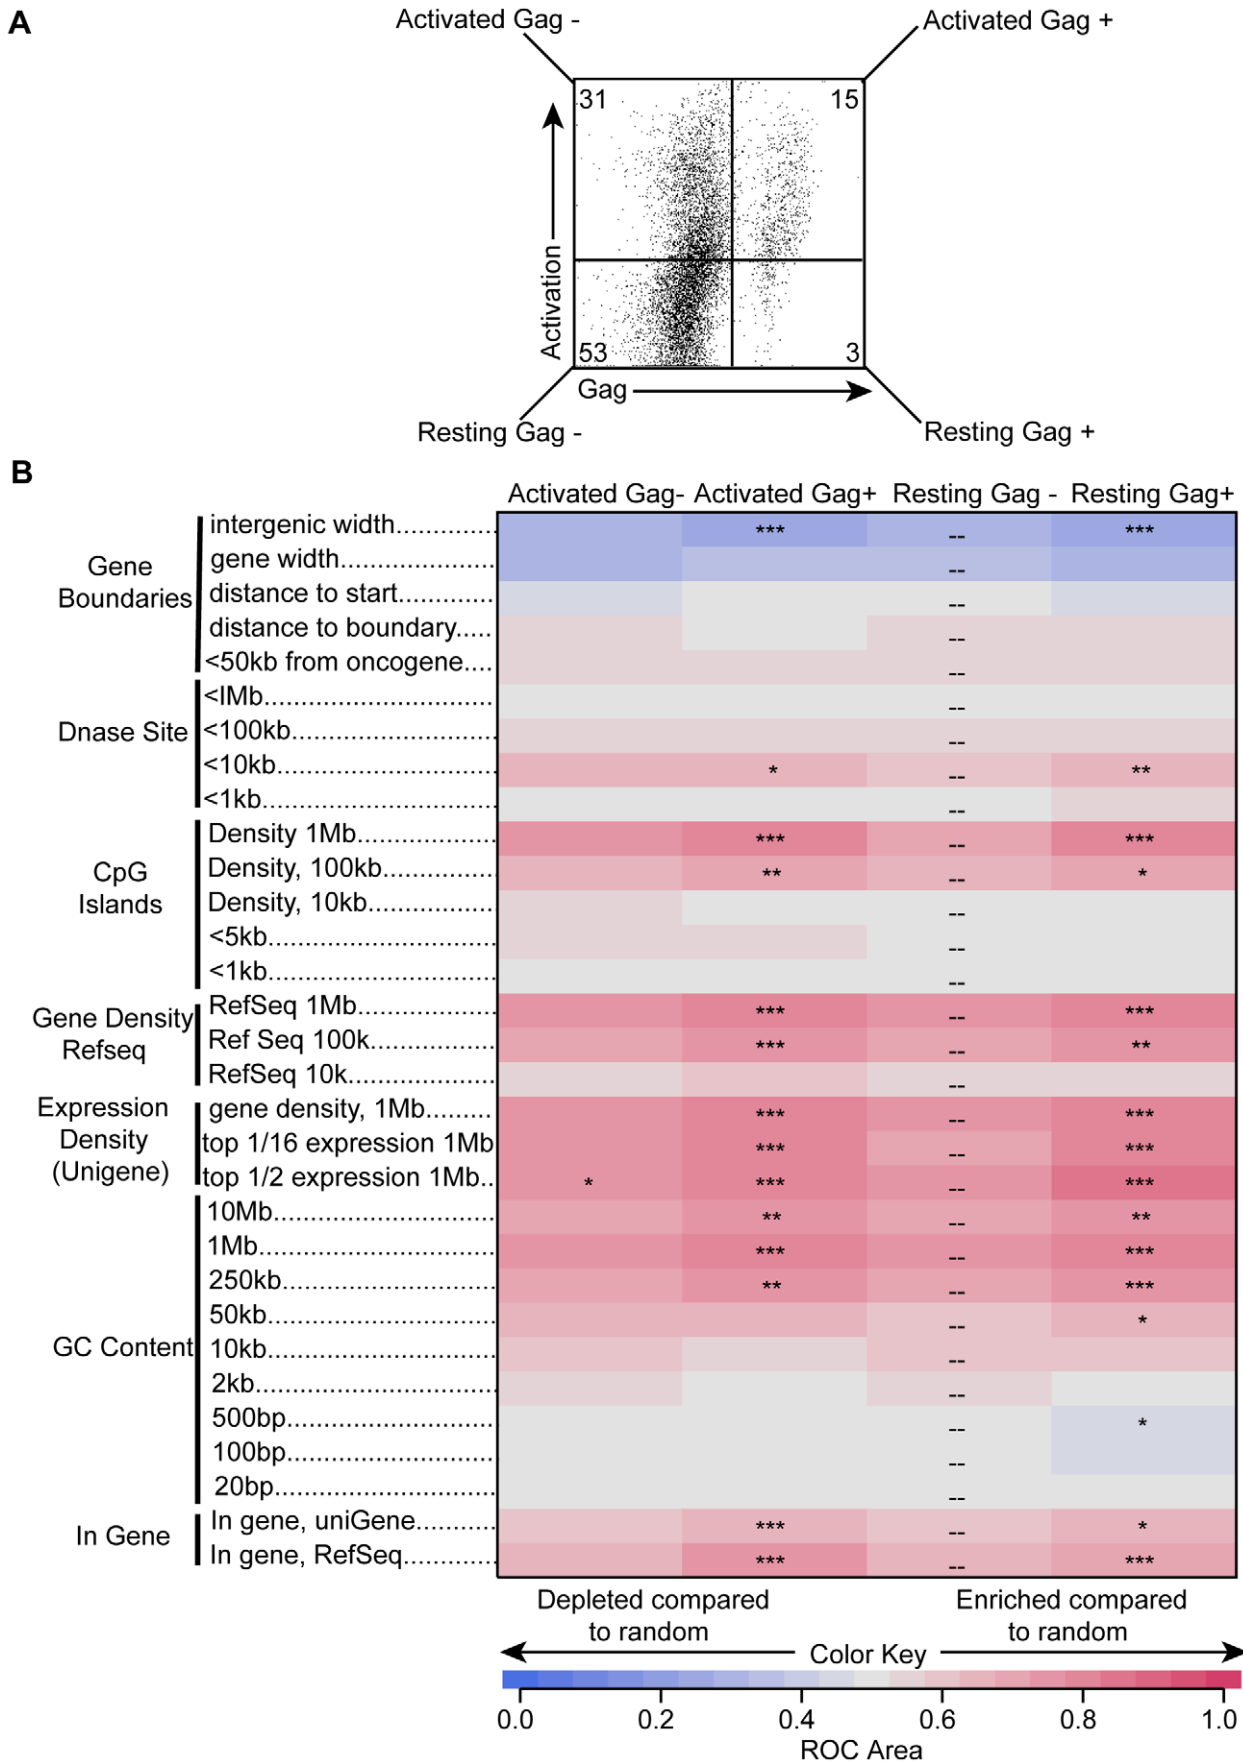 A
Activated Gag -
Activated Gag +
31
15
Activation
53
3
Gag
Resting Gag -
Resting Gag +
B
Activated Gag- Activated Gag+ Resting Gag - Resting Gag+
Gene Boundaries
intergenic width.............. *** -- ***
gene width...................... --
distance to start............. --
distance to boundary..... --
<50kb from oncogene.... --
Dnase Site
<IMb............................... --
<100kb........................... --
<10kb............................. * -- **
<1kb............................... --
CpG Islands
Density 1Mb.................. *** -- ***
Density, 100kb............... ** -- *
Density, 10kb................. --
<5kb.............................. --
<1kb.............................. --
Gene Density Refseq
RefSeq 1Mb.................. *** -- ***
Ref Seq 100k................. *** -- **
RefSeq 10k.................... --
Expression Density (Unigene)
gene density, 1Mb......... *** -- ***
top 1/16 expression 1Mb *** -- ***
top 1/2 expression 1Mb.. * *** -- ***
GC Content
10Mb.............................. ** -- **
1Mb................................ *** -- ***
250kb............................. ** -- ***
50kb............................... -- *
10kb............................... --
2kb................................. --
500bp............................. -- *
100bp............................. --
20bp............................... --
In Gene
In gene, uniGene........... *** -- *
In gene, RefSeq............. *** -- ***
Depleted compared to random
Enriched compared to random
Color Key
0.0 0.2 0.4 0.6 0.8 1.0
ROC Area